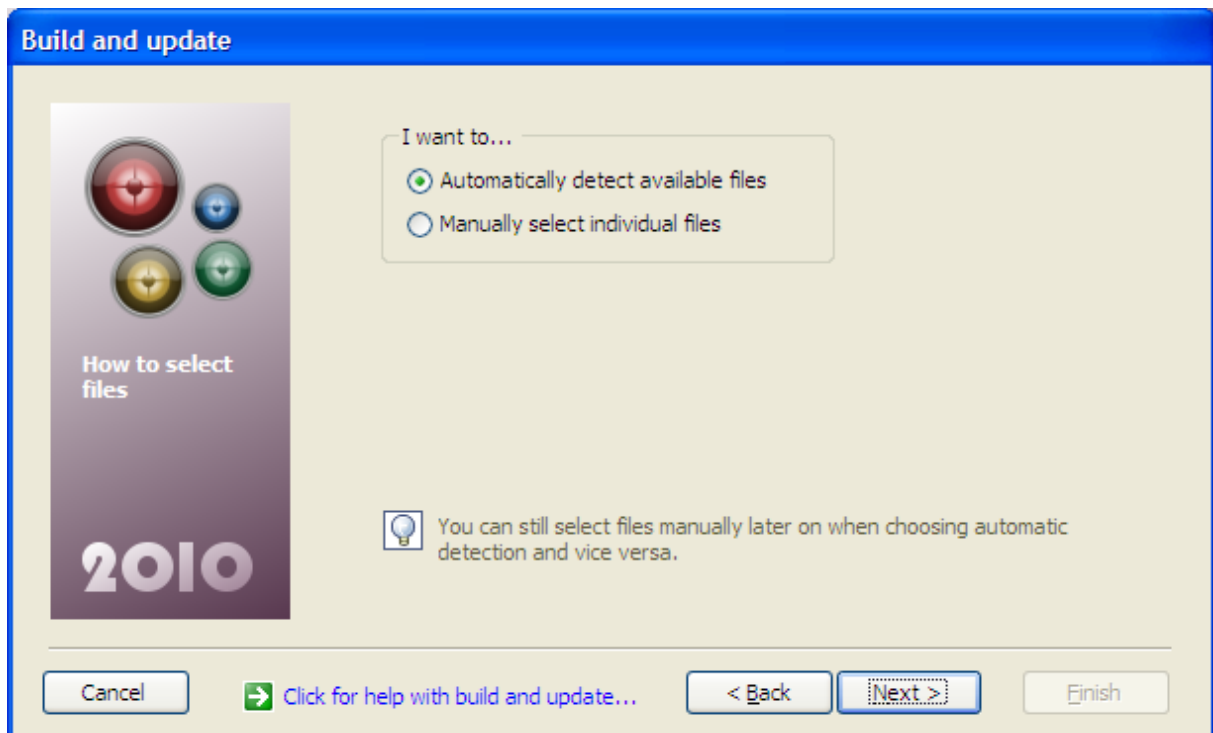 Build and update
I want to...
Automatically detect available files
Manually select individual files
How to select
files
You can still select files manually later on when choosing automatic
detection and vice versa.
2010
Cancel
Click for help with build and update...
< Back
Next >
Finish